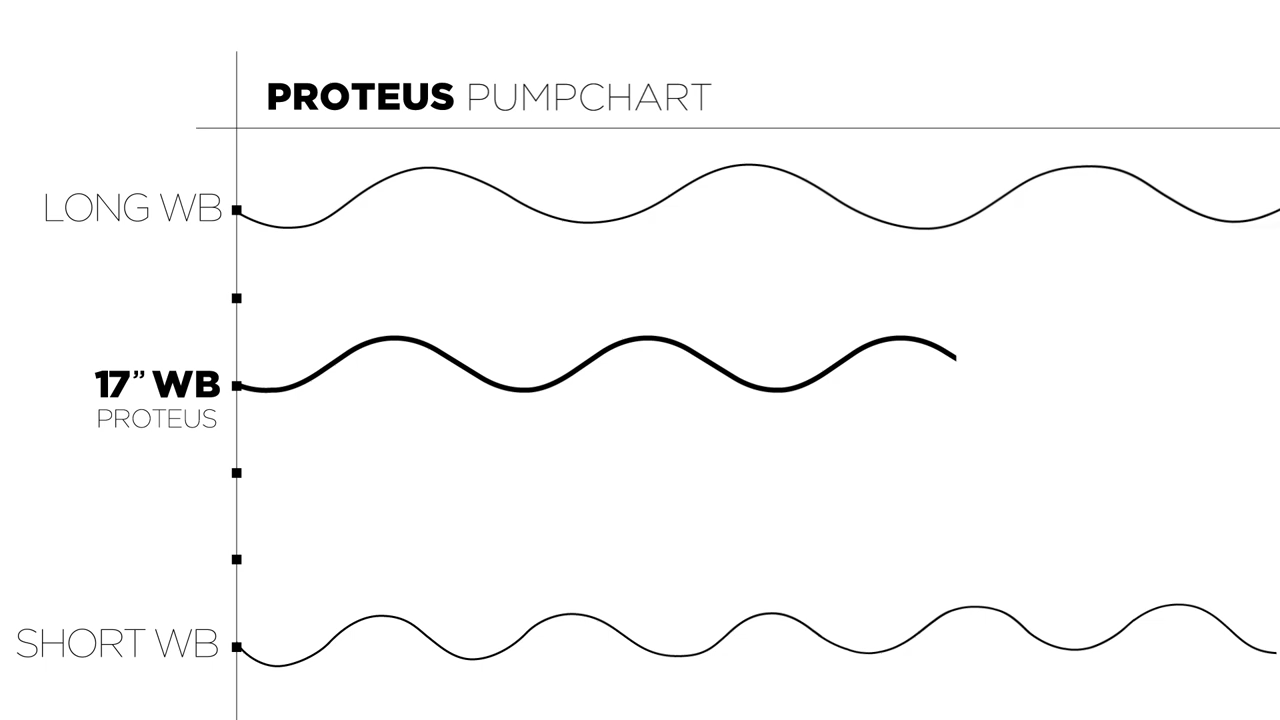 PROTEUS PUMPCHART
LONG WB
17” WB
PROTEUS
SHORT WB